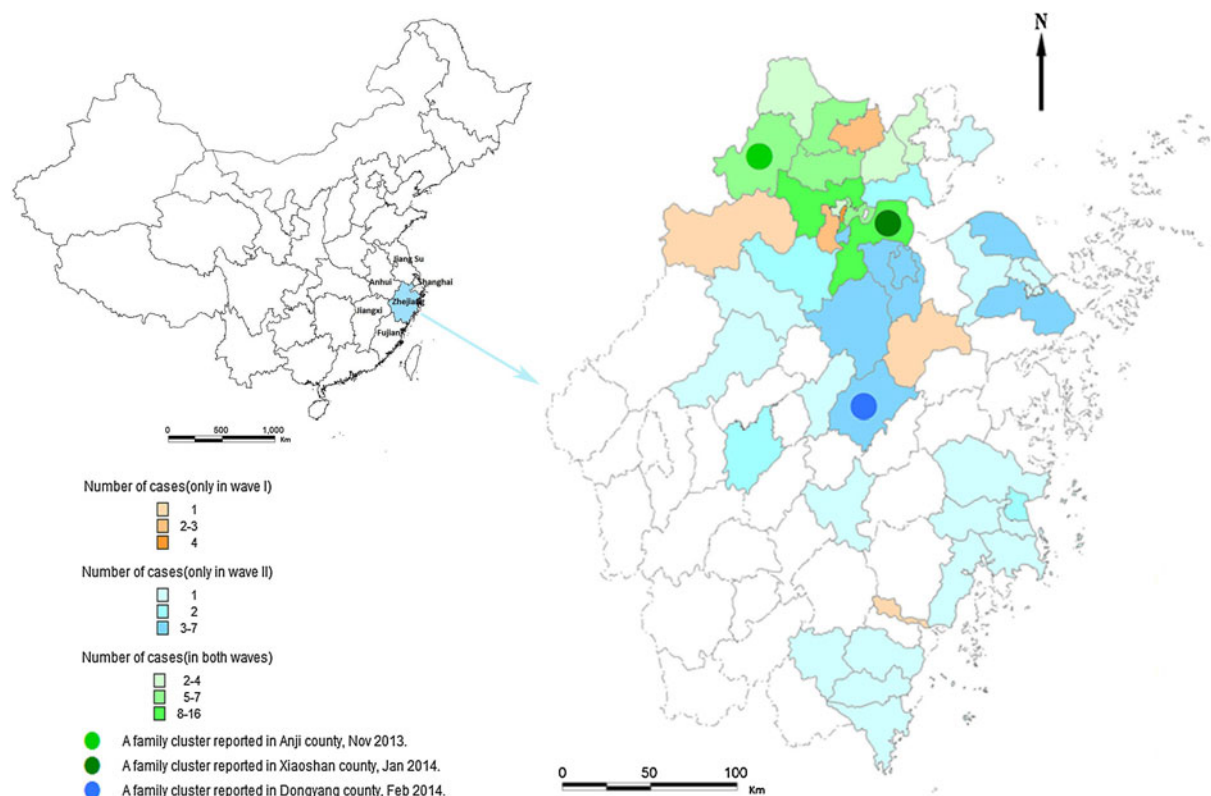 N
Jiang Su
Anhui
Shanghai
Zhejiang
Jiangxi
Fujian
0 500 1,000
Km
Number of cases(only in wave I)
1
2-3
4
Number of cases(only in wave II)
1
2
3-7
Number of cases(in both waves)
2-4
5-7
8-16
A family cluster reported in Anji county, Nov 2013.
A family cluster reported in Xiaoshan county, Jan 2014.
A family cluster reported in Dongyang county, Feb 2014.
0 50 100
Km